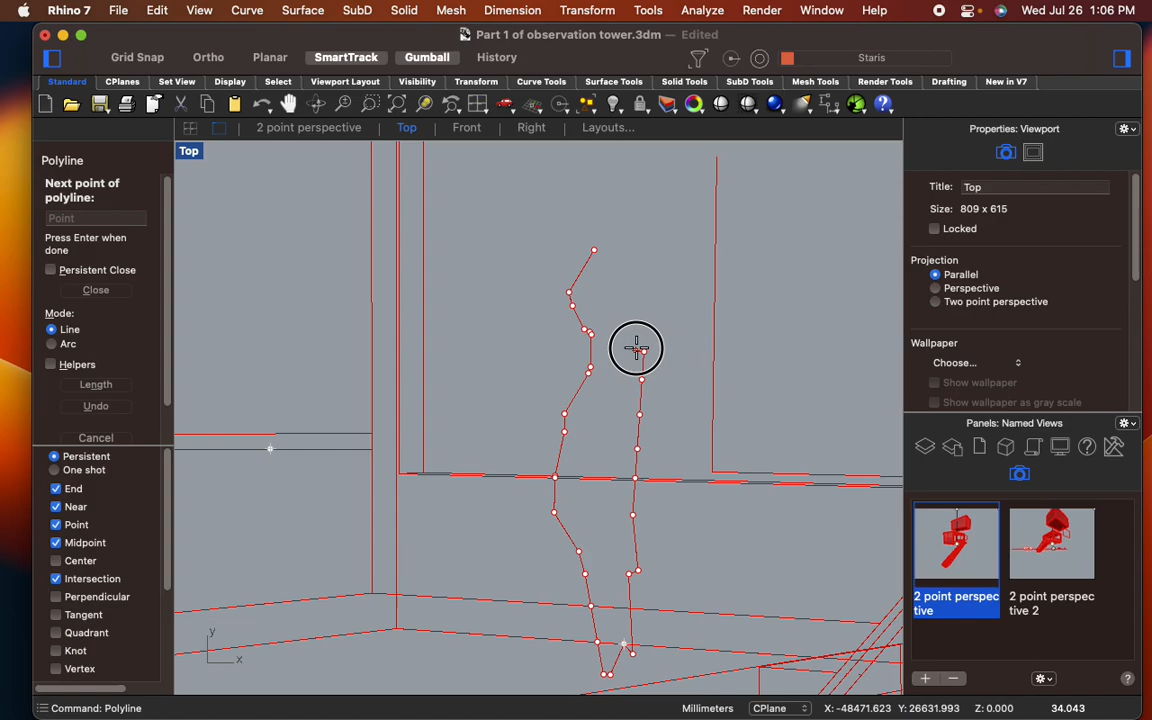 Rhino 7 File Edit View Curve Surface SubD Solid Mesh Dimension Transform Tools Analyze Render Window Help Wed Jul 26 1:06 PM
Part 1 of observation tower.3dm — Edited
Grid Snap Ortho Planar SmartTrack Gumball History Staris
Standard CPlanes Set View Display Select Viewport Layout Visibility Transform Curve Tools Surface Tools Solid Tools SubD Tools Mesh Tools Render Tools Drafting New in V7
2 point perspective Top Front Right Layouts...
Properties: Viewport
Top
Polyline
Next point of
polyline:
Point
Press Enter when
done
Persistent Close
Close
Mode:
Line
Arc
Helpers
Length
Undo
Cancel
Persistent
One shot
End
Near
Point
Midpoint
Center
Intersection
Perpendicular
Tangent
Quadrant
Knot
Vertex
y
x
Title: Top
Size: 809 x 615
Locked
Projection
Parallel
Perspective
Two point perspective
Wallpaper
Choose...
Show wallpaper
Show wallpaper as gray scale
Panels: Named Views
2 point perspec
tive
2 point perspec
tive 2
Command: Polyline
Millimeters CPlane X: -48471.623 Y: 26631.993 Z: 0.000 34.043